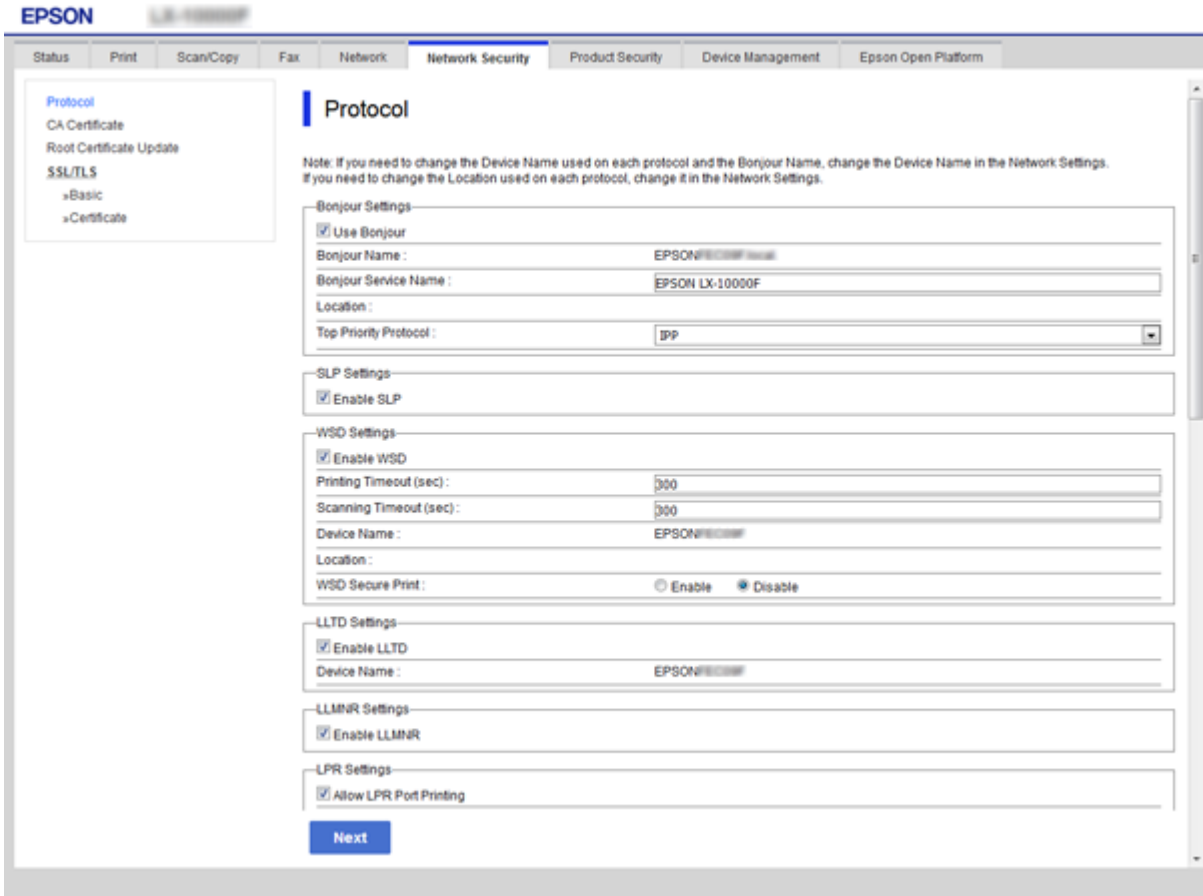 EPSON
Status Print Scan/Copy Fax Network Network Security Product Security Device Management Epson Open Platform
Protocol
CA Certificate
Root Certificate Update
SSL/TLS
»Basic
»Certificate
Protocol
Note: If you need to change the Device Name used on each protocol and the Bonjour Name, change the Device Name in the Network Settings.
If you need to change the Location used on each protocol, change it in the Network Settings.
Bonjour Settings
Use Bonjour
Bonjour Name : EPSON
Bonjour Service Name : EPSON LX-10000F
Location :
Top Priority Protocol : IPP
SLP Settings
Enable SLP
WSD Settings
Enable WSD
Printing Timeout (sec) : 300
Scanning Timeout (sec) : 300
Device Name : EPSON
Location :
WSD Secure Print : Enable Disable
LLTD Settings
Enable LLTD
Device Name : EPSON
LLMNR Settings
Enable LLMNR
LPR Settings
Allow LPR Port Printing
Next